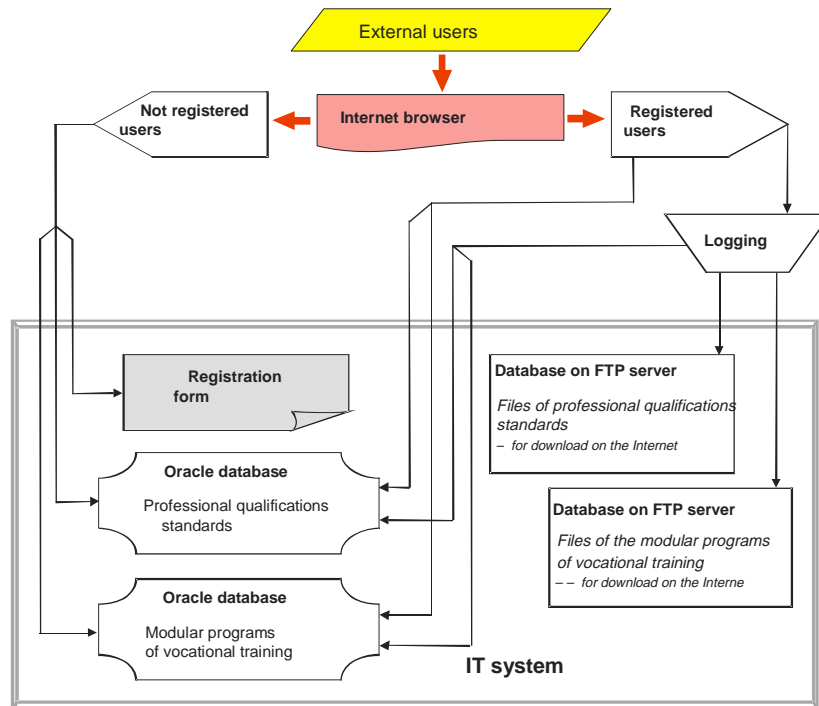 External users
Not registered
users
Internet browser
Registered
users
Logging
Registration
form
Database on FTP server
Files of professional qualifications
standards
– for download on the Internet
Oracle database
Professional qualifications
standards
Database on FTP server
Files of the modular programs
of vocational training
– – for download on the Interne
Oracle database
Modular programs
of vocational training
IT system